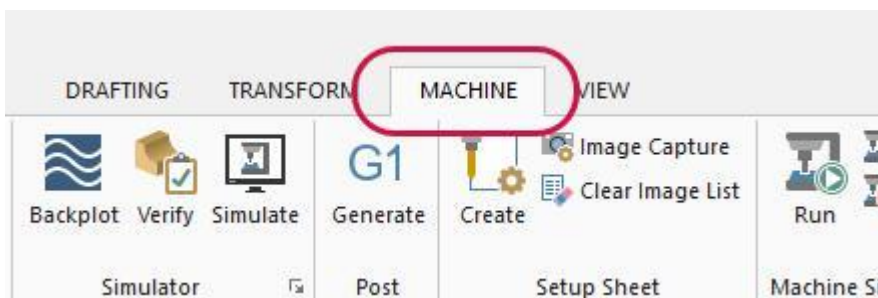 DRAFTING TRANSFORM MACHINE VIEW
G1
Image Capture
Clear Image List
Backplot Verify Simulate Generate Create Run
Simulator Post Setup Sheet Machine